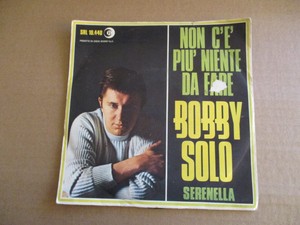 SRL 10.440
NON C'E'
PIU' NIENTE
DA FARE
BOBBY
SOLO
SERENELLA